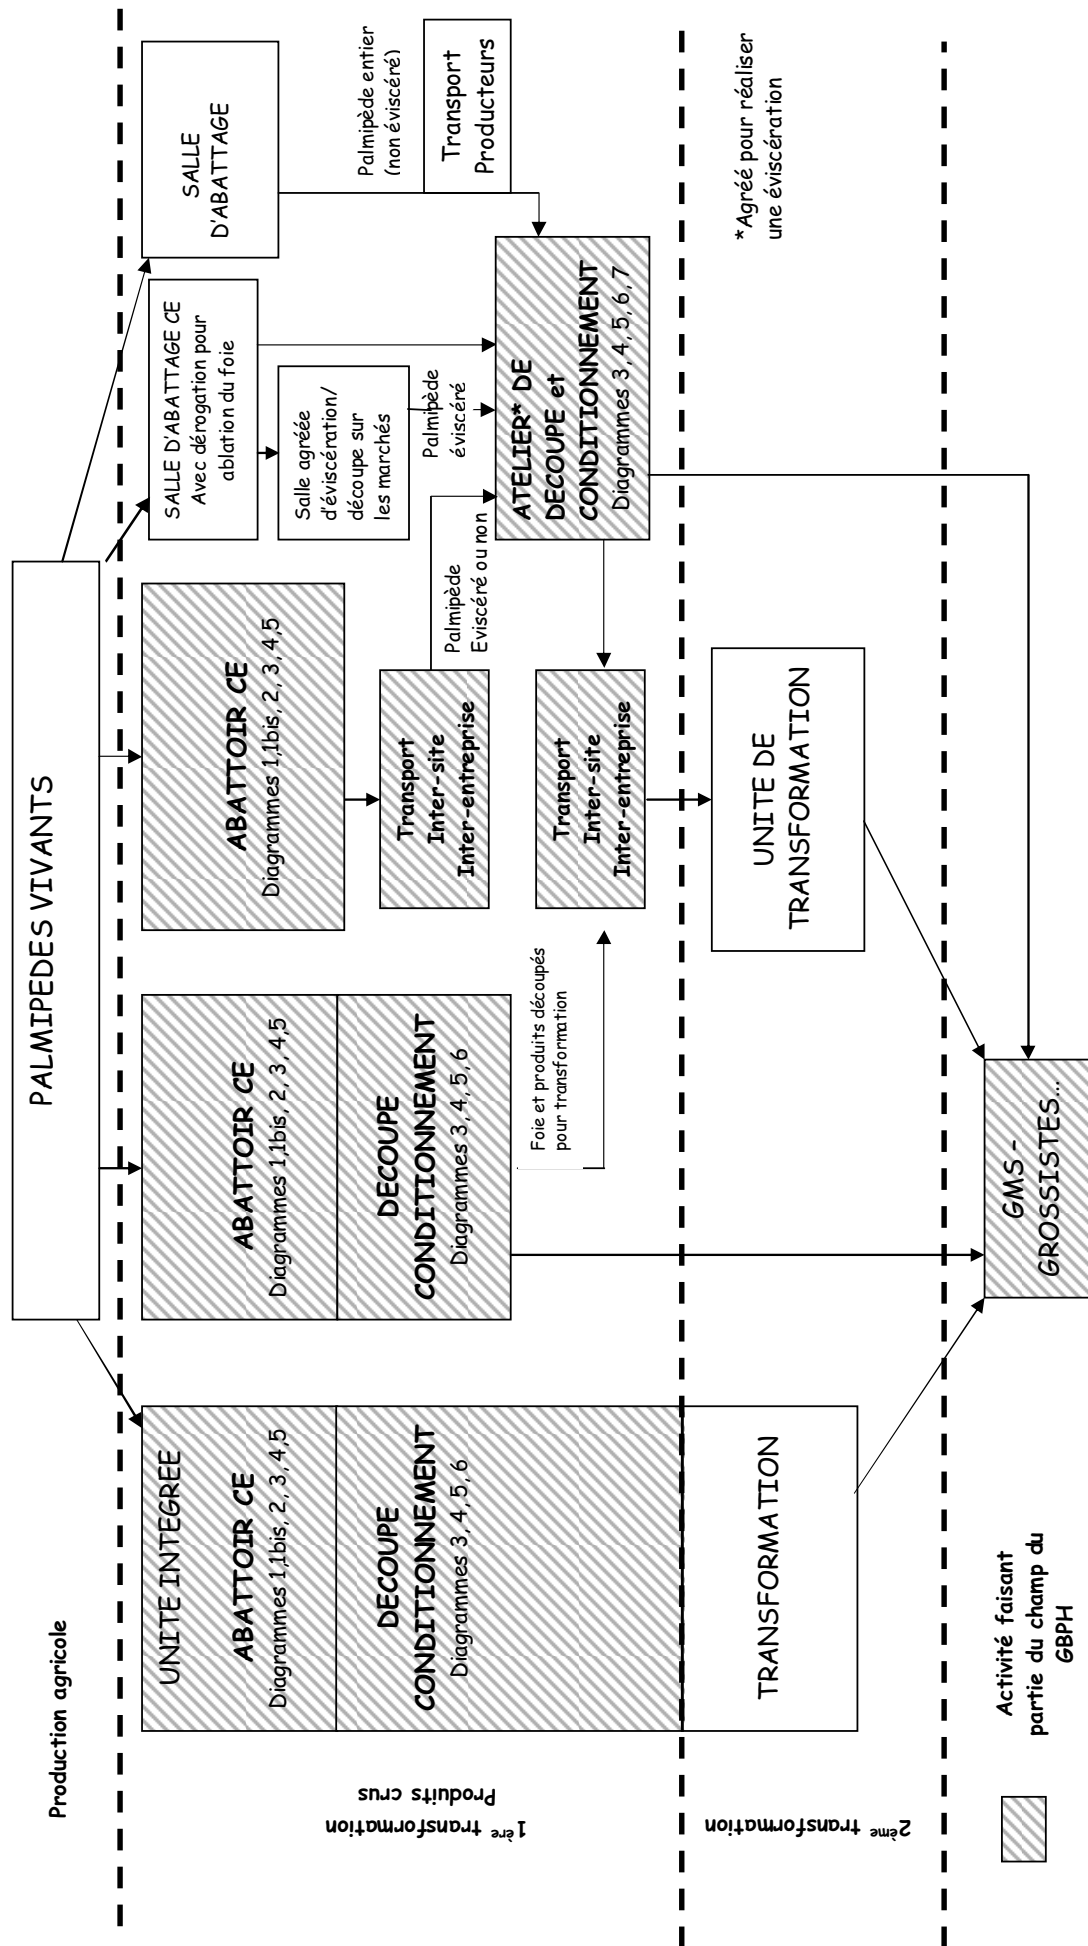 Production agricole
PALMIPEDES VIVANTS
1ère transformation
Produits crus
UNITE INTEGREE
ABATTOIR CE
Diagrammes 1,1bis, 2, 3, 4,5
DECOUPE
CONDITIONNEMENT
Diagrammes 3, 4, 5, 6
ABATTOIR CE
Diagrammes 1,1bis, 2, 3, 4,5
DECOUPE
CONDITIONNEMENT
Diagrammes 3, 4, 5, 6
Foie et produits découpés
pour transformation
ABATTOIR CE
Diagrammes 1,1bis, 2, 3, 4,5
Transport
Inter-site
Inter-entreprise
Palmipède
Eviscéré ou non
Transport
Inter-site
Inter-entreprise
SALLE D'ABATTAGE CE
Avec dérogation pour
ablation du foie
Salle agréée
d'éviscération/
découpe sur
les marchés
Palmipède
éviscéré
SALLE
D'ABATTAGE
Palmipède entier
(non éviscéré)
Transport
Producteurs
ATELIER* DE
DECOUPE et
CONDITIONNEMENT
Diagrammes 3, 4, 5, 6, 7
2ème transformation
TRANSFORMATION
UNITE DE
TRANSFORMATION
*Agréé pour réaliser
une éviscération
Activité faisant
partie du champ du
GBPH
GMS -
GROSSISTES...